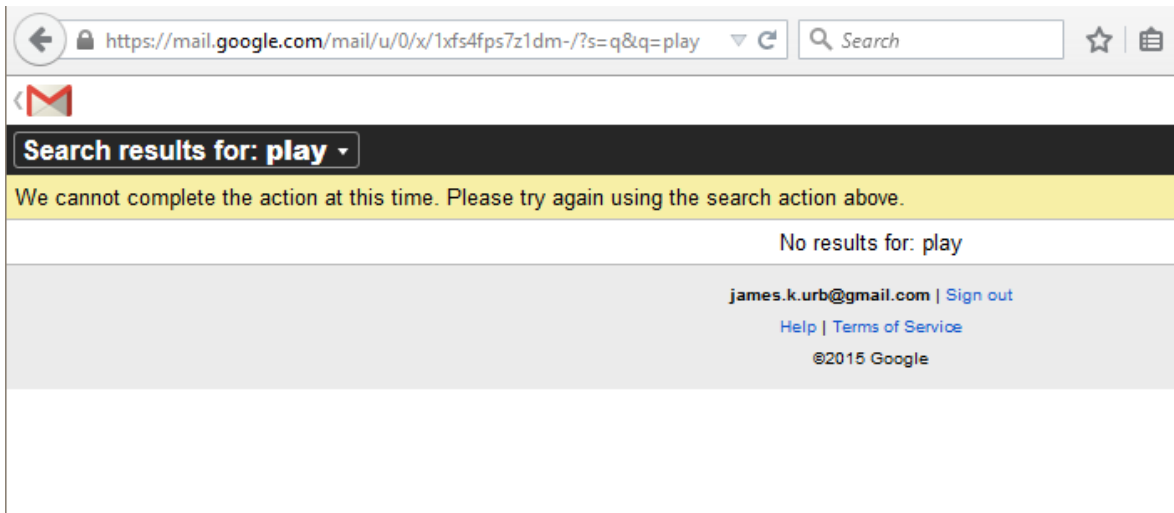 https://mail.google.com/mail/u/0/x/1xfs4fps7z1dm-/?s=q&q=play Search
Search results for: play
We cannot complete the action at this time. Please try again using the search action above.
No results for: play
james.k.urb@gmail.com | Sign out
Help | Terms of Service
©2015 Google